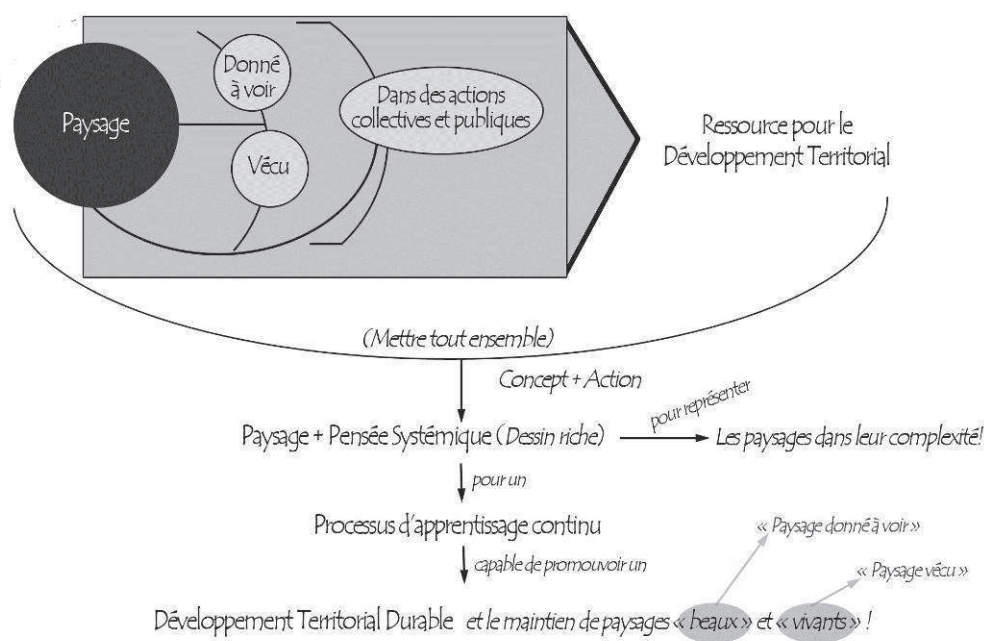 Paysage
Donné
à voir
Vécu
Dans des actions
collectives et publiques
Ressource pour le
Développement Territorial
(Mettre tout ensemble)
Concept + Action
Paysage + Pensée Systémique (Dessin riche)
pour représenter
Les paysages dans leur complexité!
pour un
Processus d'apprentissage continu
« Paysage donné à voir »
capable de promouvoir un
« Paysage vécu »
Développement Territorial Durable et le maintien de paysages « beaux » et « vivants » !